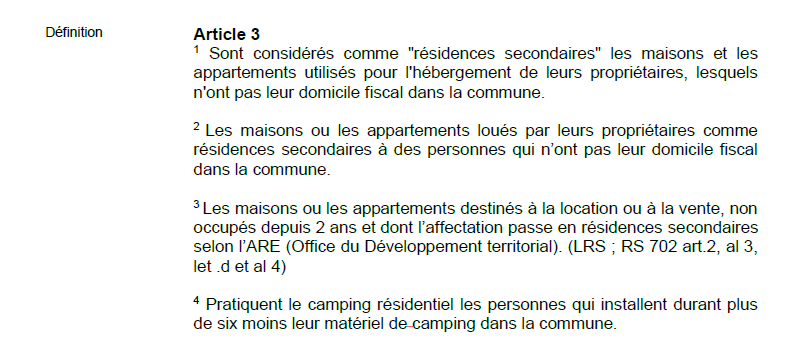 Définition
Article 3
1 Sont considérés comme "résidences secondaires" les maisons et les
appartements utilisés pour l'hébergement de leurs propriétaires, lesquels
n'ont pas leur domicile fiscal dans la commune.
2 Les maisons ou les appartements loués par leurs propriétaires comme
résidences secondaires à des personnes qui n’ont pas leur domicile fiscal
dans la commune.
3 Les maisons ou les appartements destinés à la location ou à la vente, non
occupés depuis 2 ans et dont l’affectation passe en résidences secondaires
selon l’ARE (Office du Développement territorial). (LRS ; RS 702 art.2, al 3,
let .d et al 4)
4 Pratiquent le camping résidentiel les personnes qui installent durant plus
de six moins leur matériel de camping dans la commune.